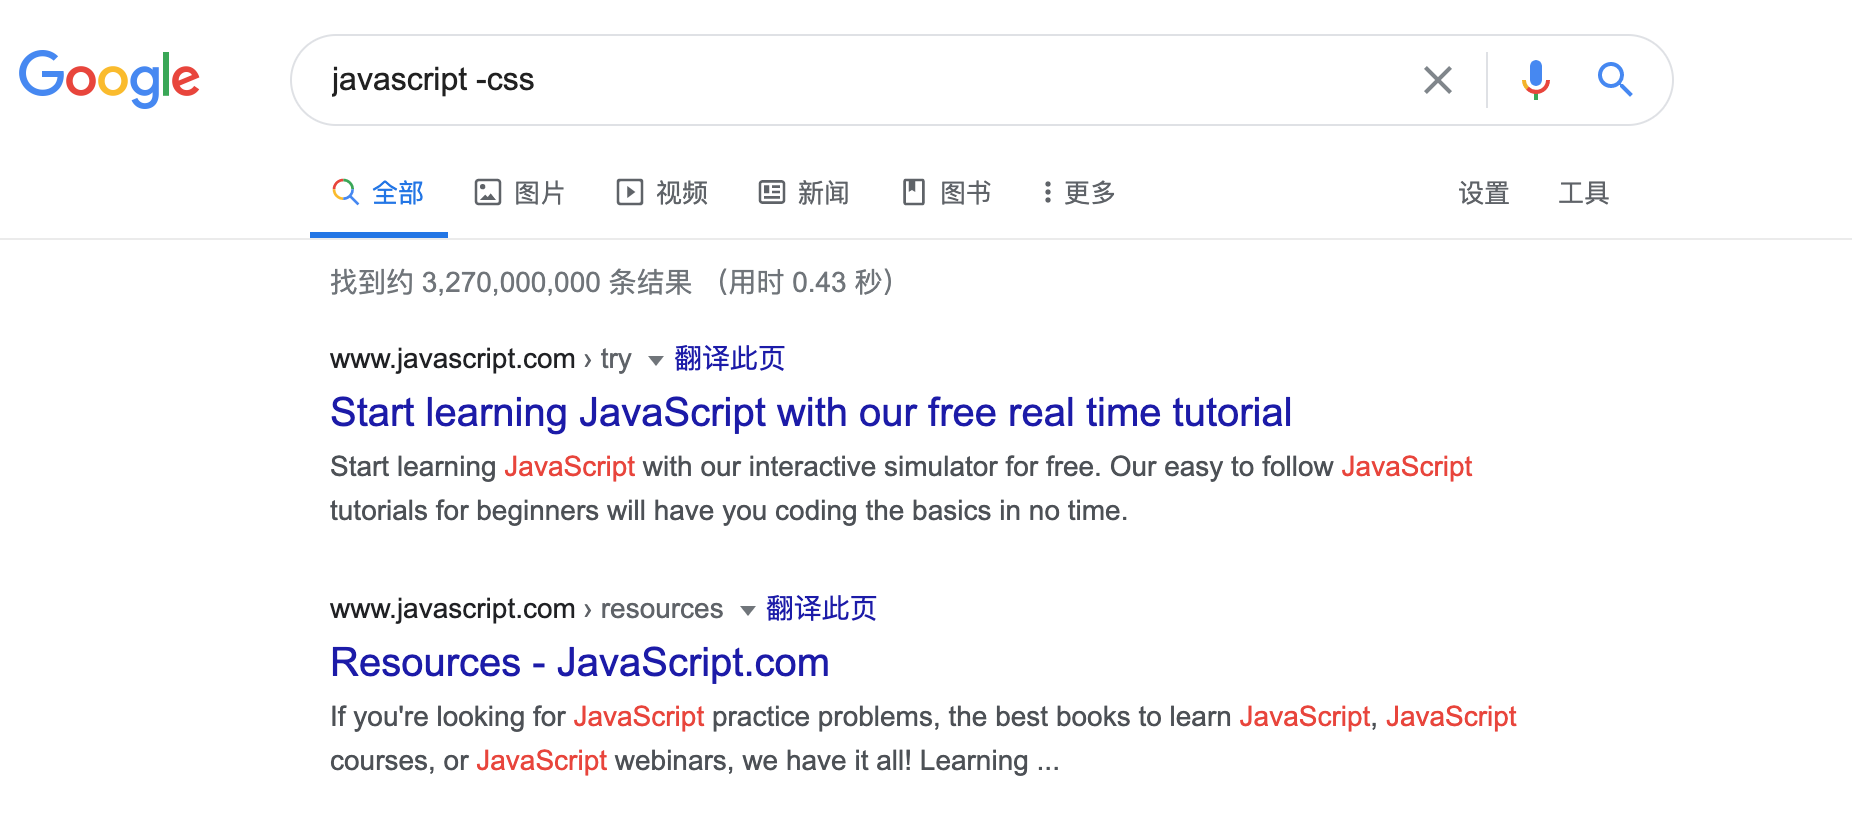 Google
javascript -css
全部 图片 视频 新闻 图书 更多 设置 工具
找到约 3,270,000,000 条结果 （用时 0.43 秒）
www.javascript.com › try 翻译此页
Start learning JavaScript with our free real time tutorial
Start learning JavaScript with our interactive simulator for free. Our easy to follow JavaScript
tutorials for beginners will have you coding the basics in no time.
www.javascript.com › resources 翻译此页
Resources - JavaScript.com
If you're looking for JavaScript practice problems, the best books to learn JavaScript, JavaScript
courses, or JavaScript webinars, we have it all! Learning ...